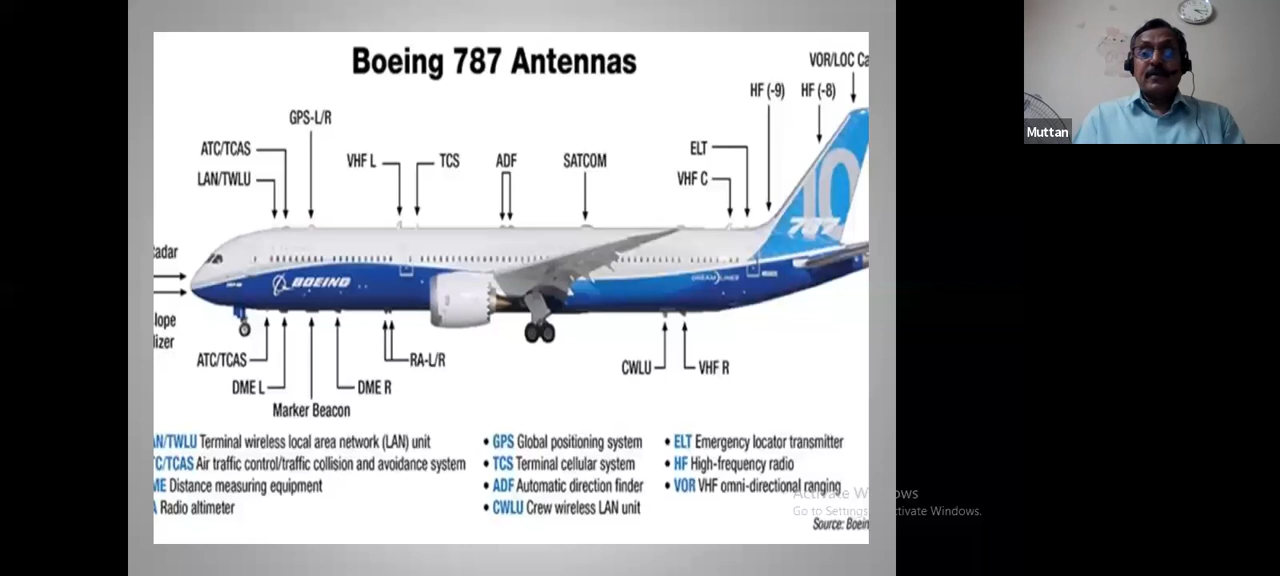 Boeing 787 Antennas
VOR/LOC Ca
HF (-9)
HF (-8)
GPS-L/R
ATC/TCAS
VHF L
TCS
ADF
SATCOM
ELT
LAN/TWLU
VHF C
10
787
adar
BOEING
DREAMLINER
lope
lizer
ATC/TCAS
RA-L/R
CWLU
VHF R
DME L
DME R
Marker Beacon
AN/TWLU Terminal wireless local area network (LAN) unit
TC/TCAS Air traffic control/traffic collision and avoidance system
ME Distance measuring equipment
A Radio altimeter
• GPS Global positioning system
• TCS Terminal cellular system
• ADF Automatic direction finder
• CWLU Crew wireless LAN unit
• ELT Emergency locator transmitter
• HF High-frequency radio
• VOR VHF omni-directional ranging
Source: Boein
Activate Windows
Go to Settings to activate Windows.
Muttan